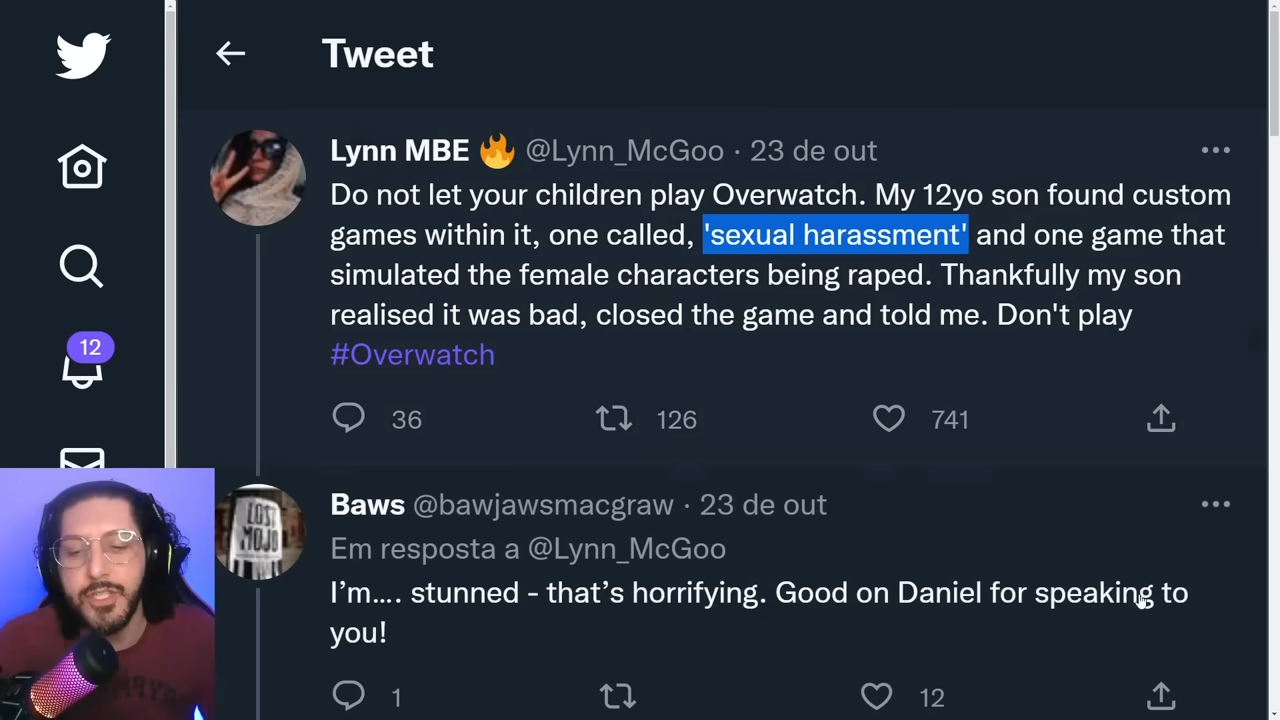 Tweet
Lynn MBE 🔥 @Lynn_McGoo · 23 de out
Do not let your children play Overwatch. My 12yo son found custom
games within it, one called, 'sexual harassment' and one game that
simulated the female characters being raped. Thankfully my son
realised it was bad, closed the game and told me. Don't play
#Overwatch
36 126 741
12
Baws @bawjawsmacgraw · 23 de out
Em resposta a @Lynn_McGoo
I'm.... stunned - that's horrifying. Good on Daniel for speaking to
you!
1 12
LOST
MOJO